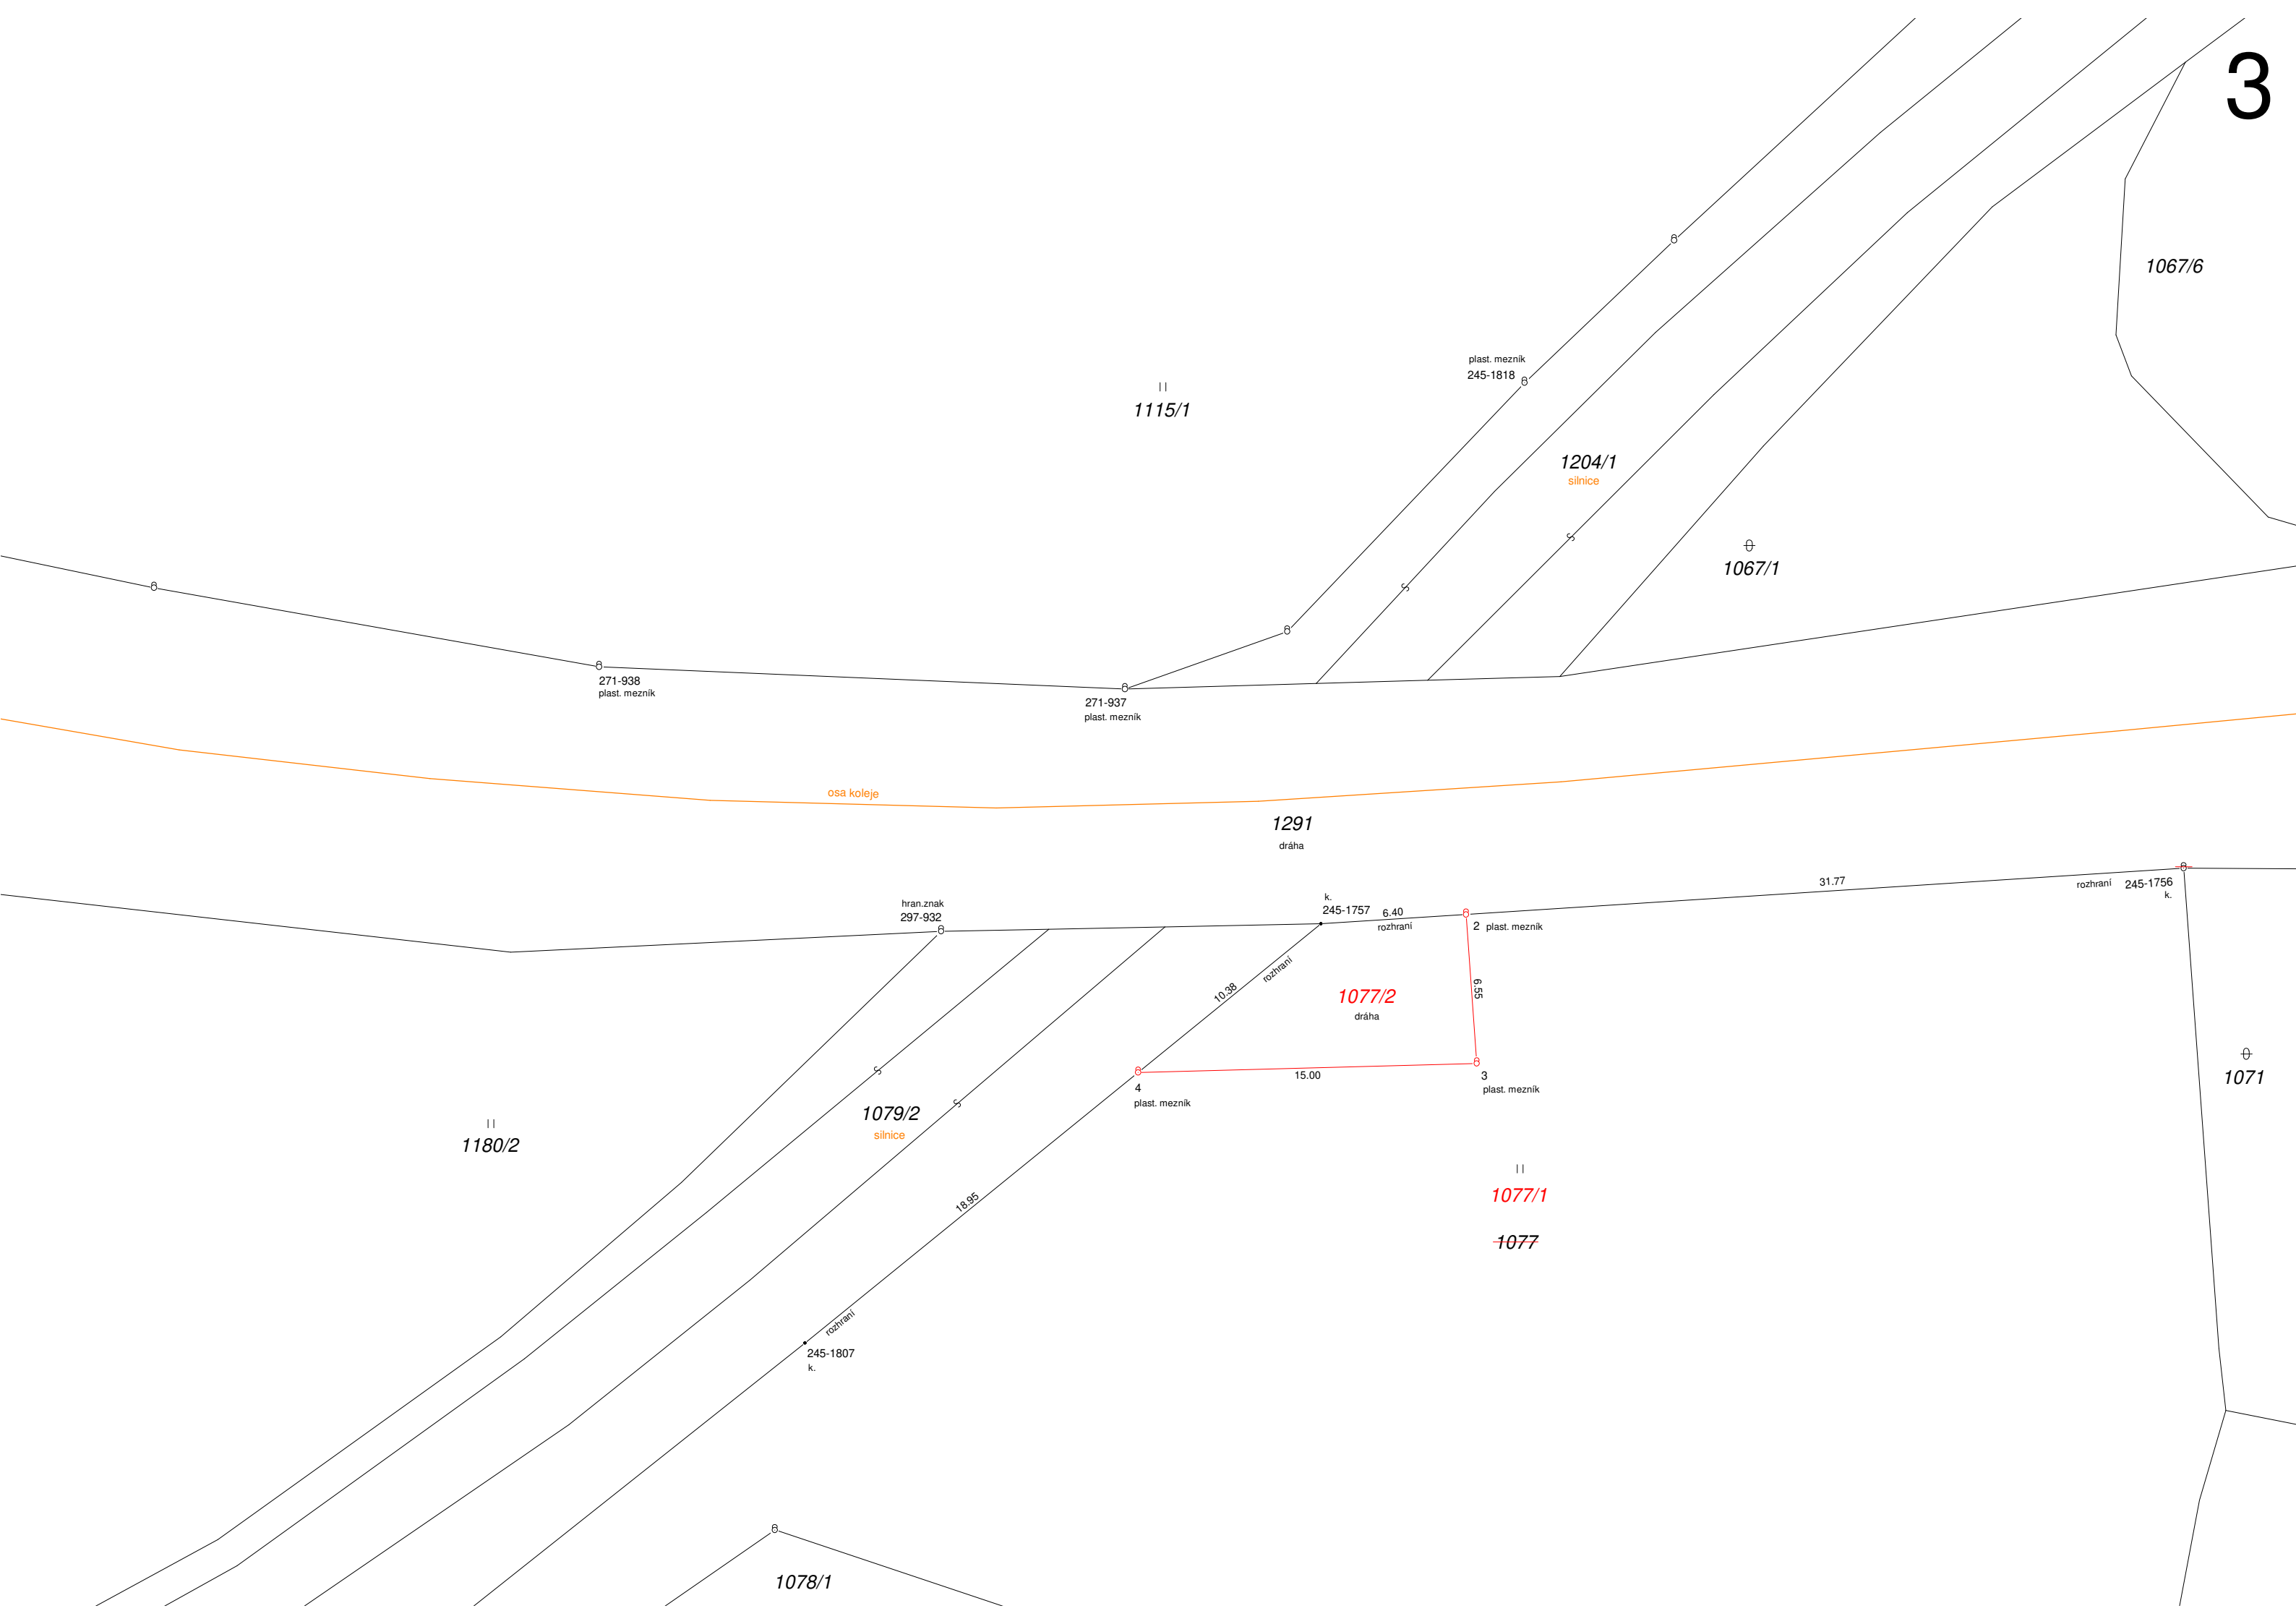 3
1067/6
plast. mezník
245-1818
1115/1
1204/1
silnice
1067/1
271-938
plast. mezník
271-937
plast. mezník
osa koleje
1291
dráha
31.77
rozhraní
245-1756
k.
k.
245-1757
6.40
rozhraní
hran.znak
297-932
2 plast. mezník
rozhraní
10.38
6.55
1077/2
dráha
15.00
3
plast. mezník
4
plast. mezník
1071
1079/2
silnice
1180/2
18.95
1077/1
1077
rozhraní
245-1807
k.
1078/1